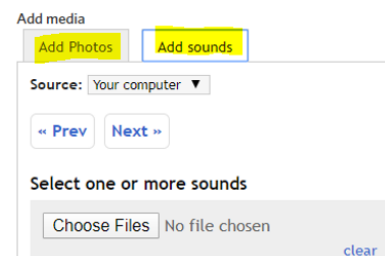 Add media
Add Photos Add sounds
Source: Your computer ▼
« Prev Next »
Select one or more sounds
Choose Files No file chosen
clear